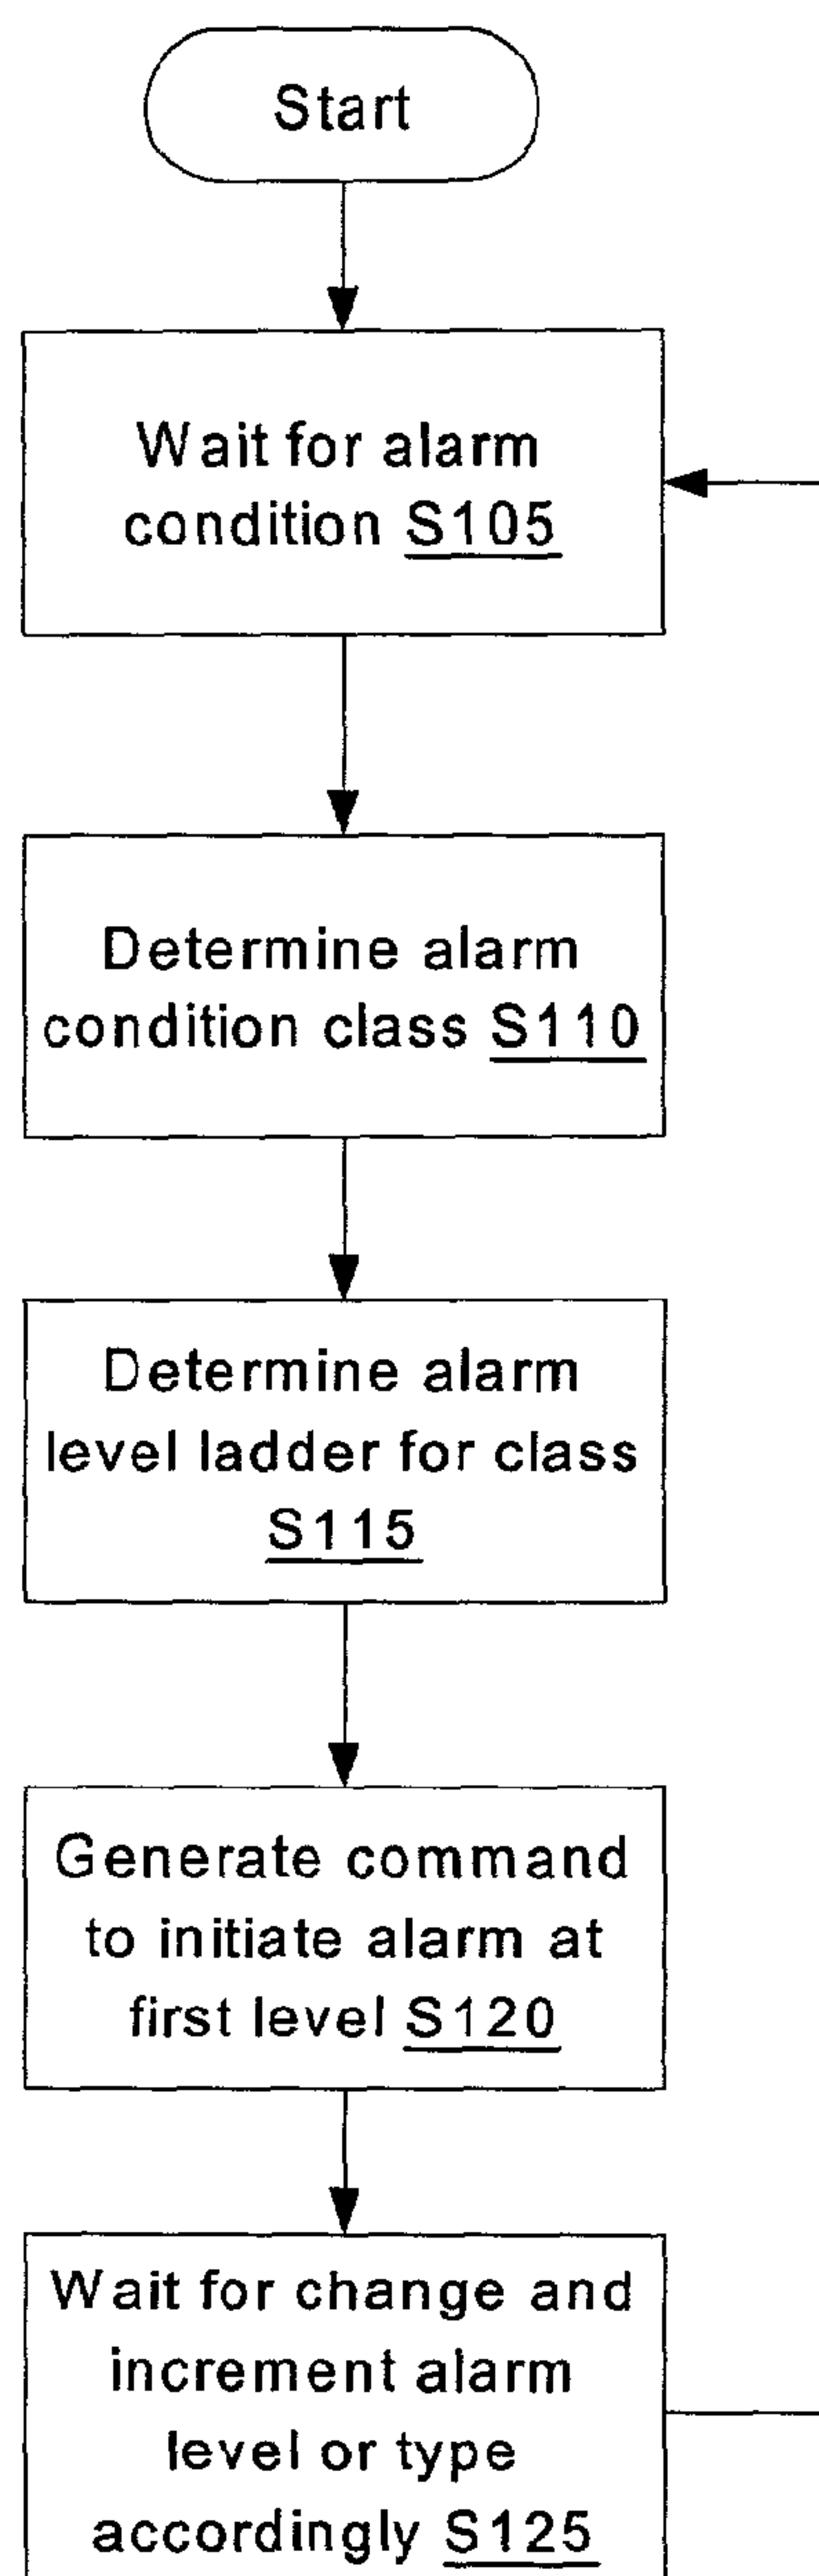 Start
Wait for alarm
condition S105
Determine alarm
condition class S110
Determine alarm
level ladder for class
S115
Generate command
to initiate alarm at
first level S120
Wait for change and
increment alarm
level or type
accordingly S125